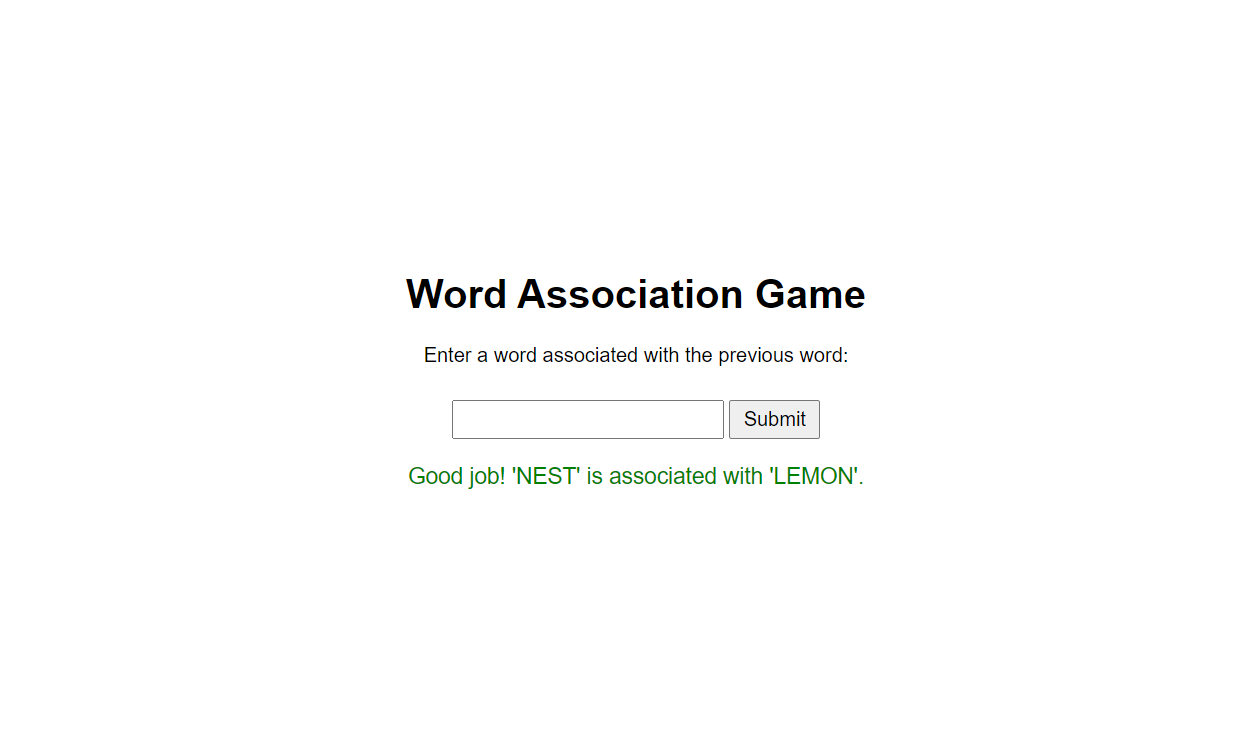 Word Association Game
Enter a word associated with the previous word:
Submit
Good job! 'NEST' is associated with 'LEMON'.